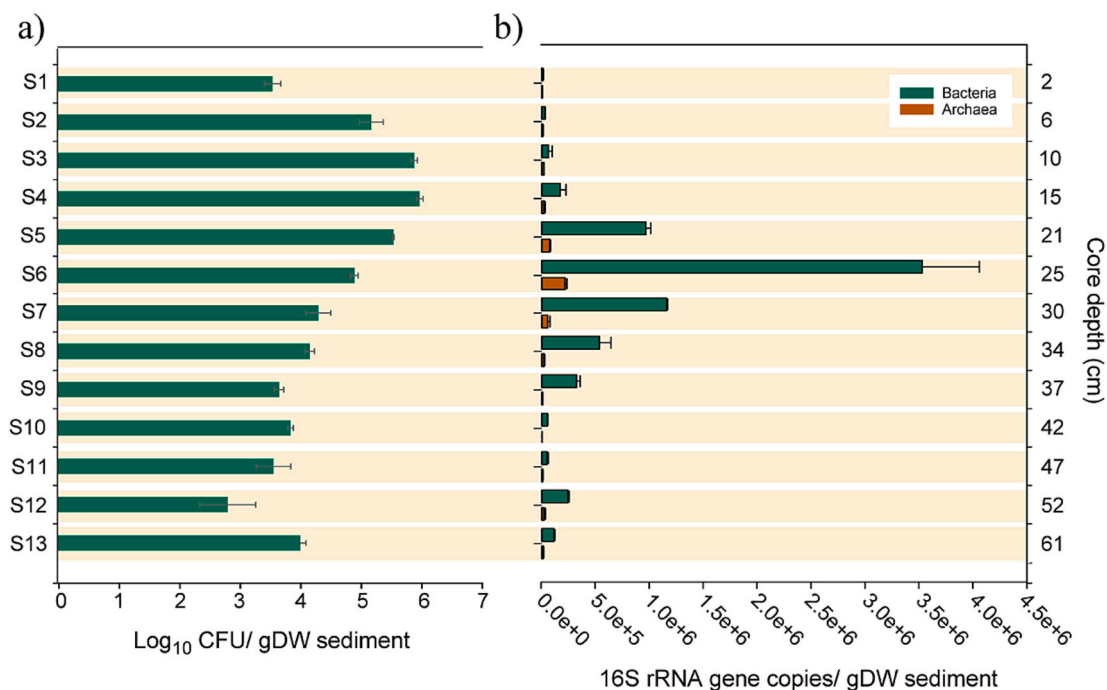 a)
b)
S1
S2
S3
S4
S5
S6
S7
S8
S9
S10
S11
S12
S13
0 1 2 3 4 5 6 7
Log10 CFU/ gDW sediment
Bacteria
Archaea
2
6
10
15
21
25
30
34
37
42
47
52
61
Core depth (cm)
0.0e+0
5.0e+5
1.0e+6
1.5e+6
2.0e+6
2.5e+6
3.0e+6
3.5e+6
4.0e+6
4.5e+6
16S rRNA gene copies/ gDW sediment